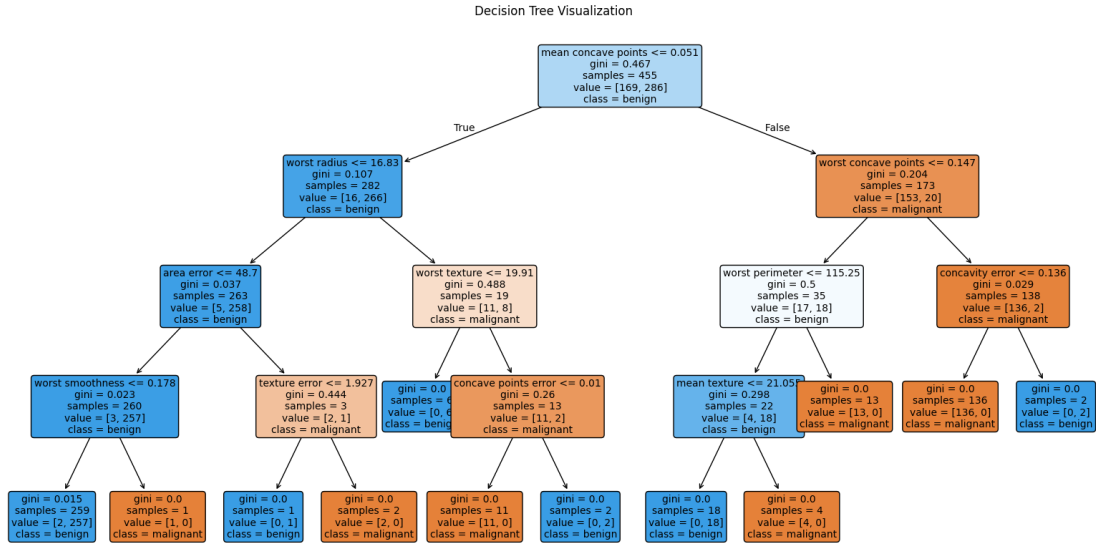 Decision Tree Visualization
mean concave points <= 0.051
gini = 0.467
samples = 455
value = [169, 286]
class = benign
True
False
worst radius <= 16.83
gini = 0.107
samples = 282
value = [16, 266]
class = benign
worst concave points <= 0.147
gini = 0.204
samples = 173
value = [153, 20]
class = malignant
area error <= 48.7
gini = 0.037
samples = 263
value = [5, 258]
class = benign
worst texture <= 19.91
gini = 0.488
samples = 19
value = [11, 8]
class = malignant
worst perimeter <= 115.25
gini = 0.5
samples = 35
value = [17, 18]
class = benign
concavity error <= 0.136
gini = 0.029
samples = 138
value = [136, 2]
class = malignant
worst smoothness <= 0.178
gini = 0.023
samples = 260
value = [3, 257]
class = benign
texture error <= 1.927
gini = 0.444
samples = 3
value = [2, 1]
class = malignant
gini = 0.0
samples = 6
value = [0, 6
class = benig
concave points error <= 0.01
gini = 0.26
samples = 13
value = [11, 2]
class = malignant
mean texture <= 21.055
gini = 0.298
samples = 22
value = [4, 18]
class = benign
gini = 0.0
samples = 13
value = [13, 0]
class = malignant
gini = 0.0
samples = 136
value = [136, 0]
class = malignant
gini = 0.0
samples = 2
value = [0, 2]
class = benign
gini = 0.015
samples = 259
value = [2, 257]
class = benign
gini = 0.0
samples = 1
value = [1, 0]
class = malignant
gini = 0.0
samples = 1
value = [0, 1]
class = benign
gini = 0.0
samples = 2
value = [2, 0]
class = malignant
gini = 0.0
samples = 11
value = [11, 0]
class = malignant
gini = 0.0
samples = 2
value = [0, 2]
class = benign
gini = 0.0
samples = 18
value = [0, 18]
class = benign
gini = 0.0
samples = 4
value = [4, 0]
class = malignant